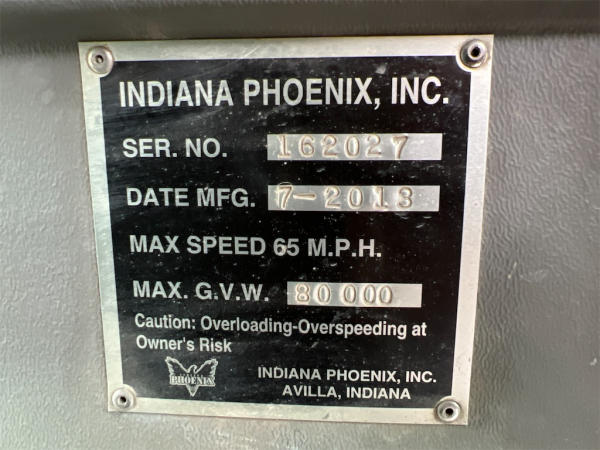 INDIANA PHOENIX, INC.
SER. NO. 162027
DATE MFG. 7-2013
MAX SPEED 65 M.P.H.
MAX. G.V.W. 80 000
Caution: Overloading-Overspeeding at
Owner's Risk
PHOENIX
INDIANA PHOENIX, INC.
AVILLA, INDIANA